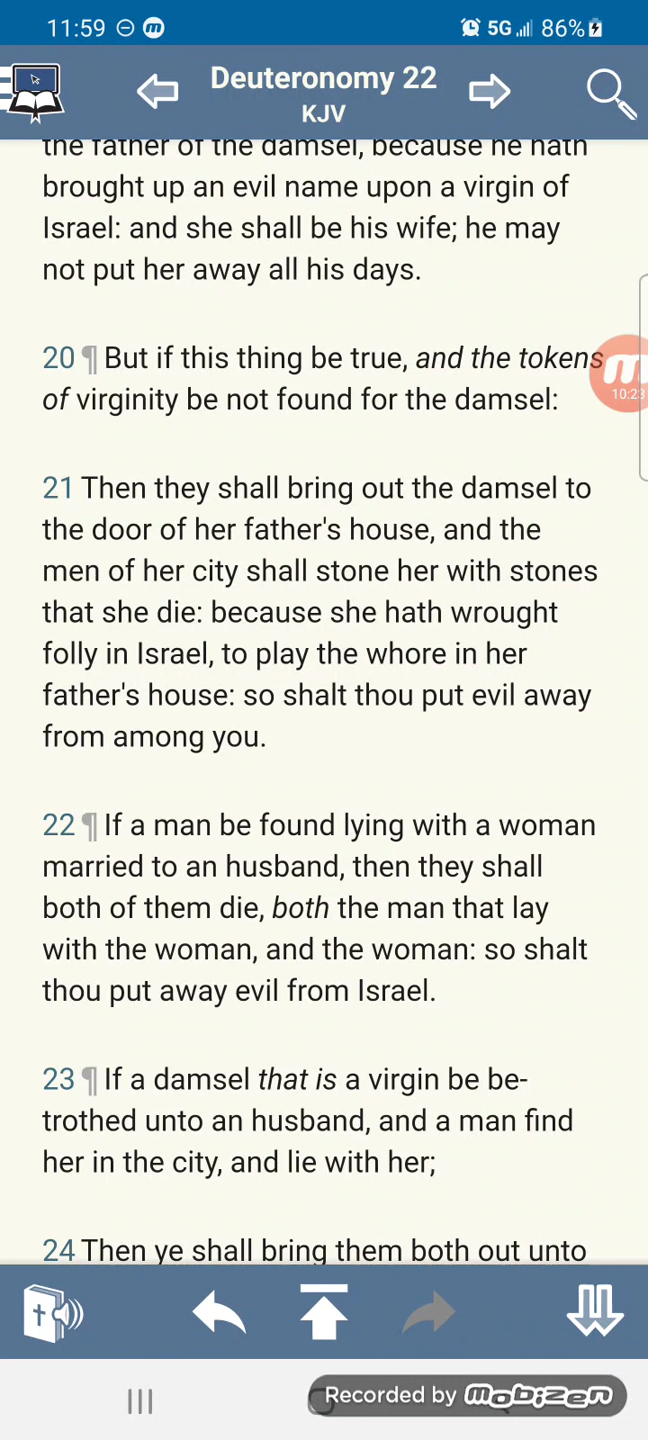 11:59
5G 86%
Deuteronomy 22
KJV
the father of the damsel, because he hath
brought up an evil name upon a virgin of
Israel: and she shall be his wife; he may
not put her away all his days.
20 ¶ But if this thing be true, and the tokens
of virginity be not found for the damsel:
10:23
21 Then they shall bring out the damsel to
the door of her father's house, and the
men of her city shall stone her with stones
that she die: because she hath wrought
folly in Israel, to play the whore in her
father's house: so shalt thou put evil away
from among you.
22 ¶ If a man be found lying with a woman
married to an husband, then they shall
both of them die, both the man that lay
with the woman, and the woman: so shalt
thou put away evil from Israel.
23 ¶ If a damsel that is a virgin be be-
trothed unto an husband, and a man find
her in the city, and lie with her;
24 Then ye shall bring them both out unto
Recorded by mobizen